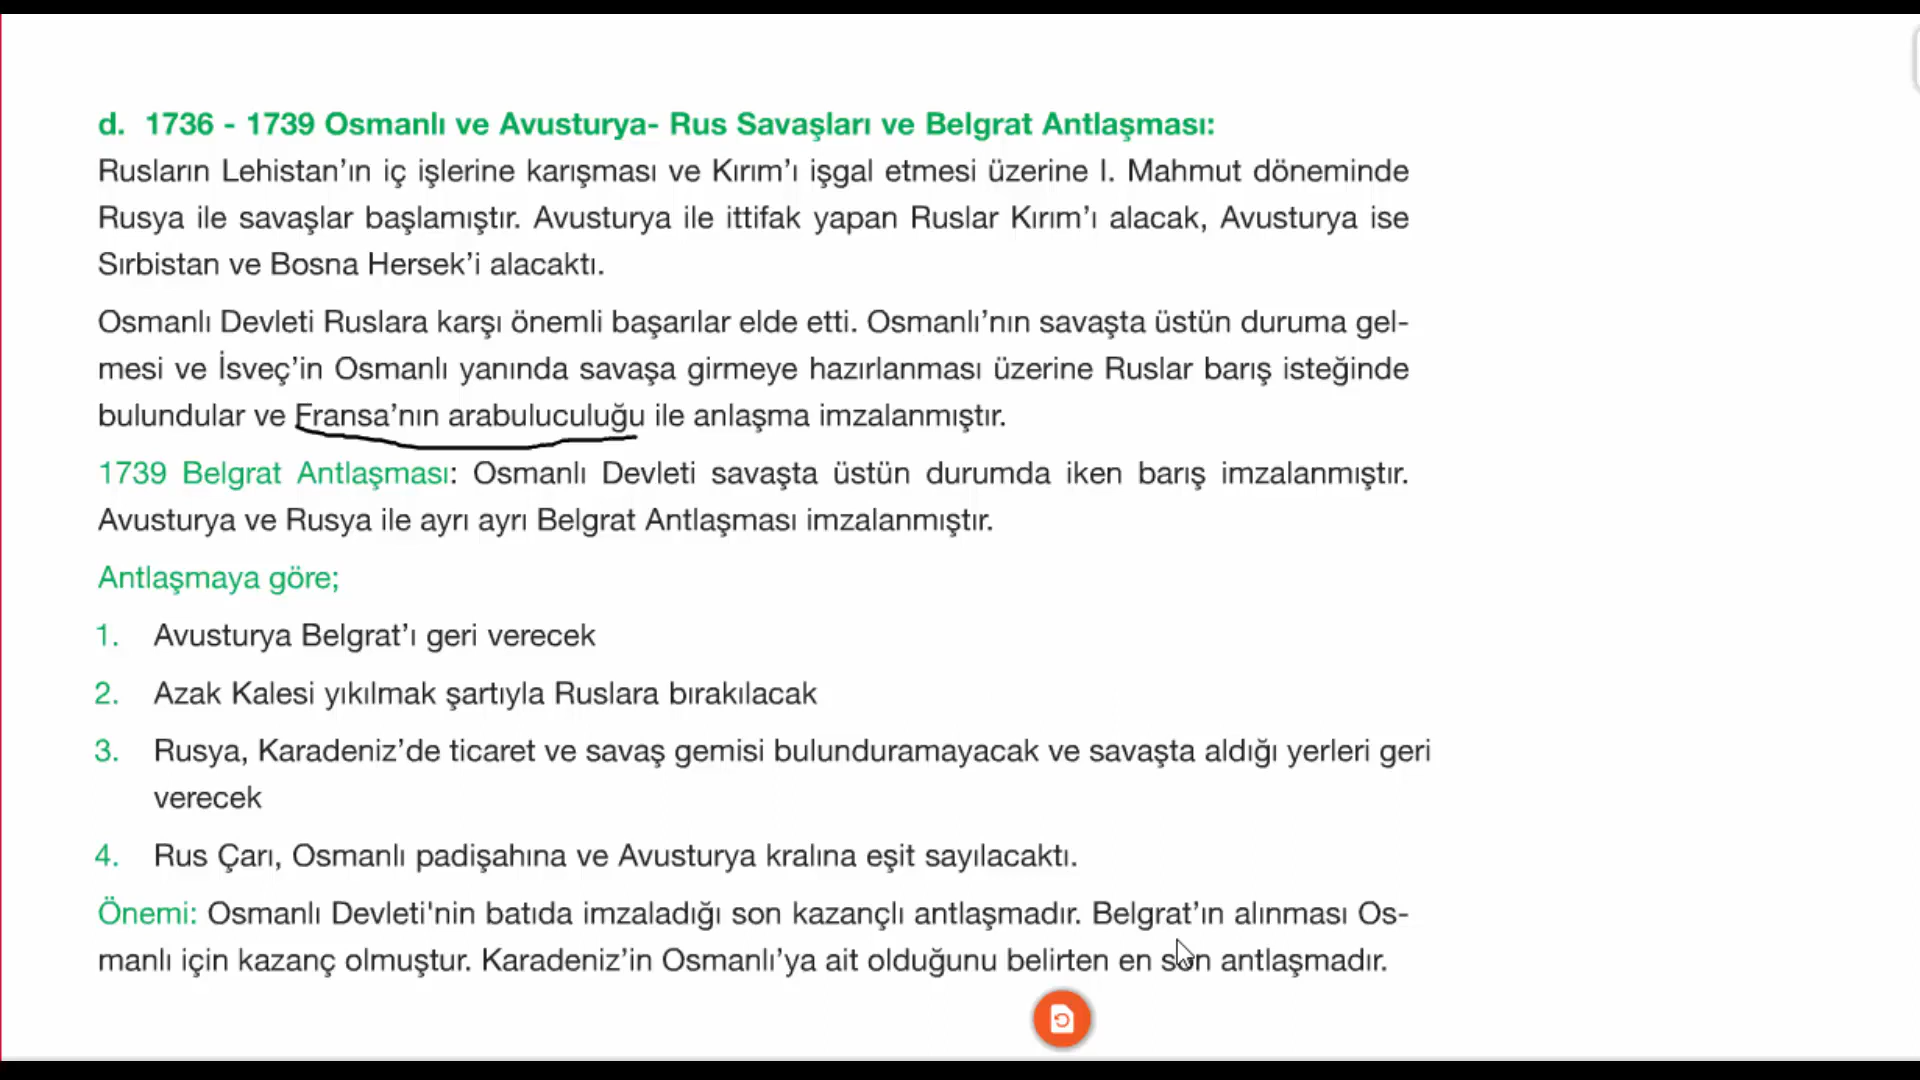 d. 1736 - 1739 Osmanlı ve Avusturya- Rus Savaşları ve Belgrat Antlaşması:
Rusların Lehistan’ın iç işlerine karışması ve Kırım’ı işgal etmesi üzerine I. Mahmut döneminde
Rusya ile savaşlar başlamıştır. Avusturya ile ittifak yapan Ruslar Kırım’ı alacak, Avusturya ise
Sırbistan ve Bosna Hersek’i alacaktı.
Osmanlı Devleti Ruslara karşı önemli başarılar elde etti. Osmanlı’nın savaşta üstün duruma gel-
mesi ve İsveç’in Osmanlı yanında savaşa girmeye hazırlanması üzerine Ruslar barış isteğinde
bulundular ve Fransa’nın arabuluculuğu ile anlaşma imzalanmıştır.
1739 Belgrat Antlaşması: Osmanlı Devleti savaşta üstün durumda iken barış imzalanmıştır.
Avusturya ve Rusya ile ayrı ayrı Belgrat Antlaşması imzalanmıştır.
Antlaşmaya göre;
1. Avusturya Belgrat’ı geri verecek
2. Azak Kalesi yıkılmak şartıyla Ruslara bırakılacak
3. Rusya, Karadeniz’de ticaret ve savaş gemisi bulunduramayacak ve savaşta aldığı yerleri geri
verecek
4. Rus Çarı, Osmanlı padişahına ve Avusturya kralına eşit sayılacaktı.
Önemi: Osmanlı Devleti'nin batıda imzaladığı son kazançlı antlaşmadır. Belgrat’ın alınması Os-
manlı için kazanç olmuştur. Karadeniz’in Osmanlı’ya ait olduğunu belirten en son antlaşmadır.